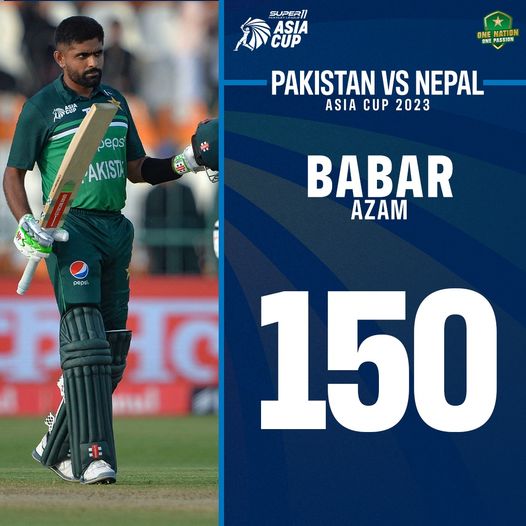 SUPER11
ASIA
CUP
ONE NATION
ONE PASSION
PAKISTAN VS NEPAL
ASIA CUP 2023
BABAR
AZAM
150
ASIA
CUP
pepsi
PAKISTAN
pepsi